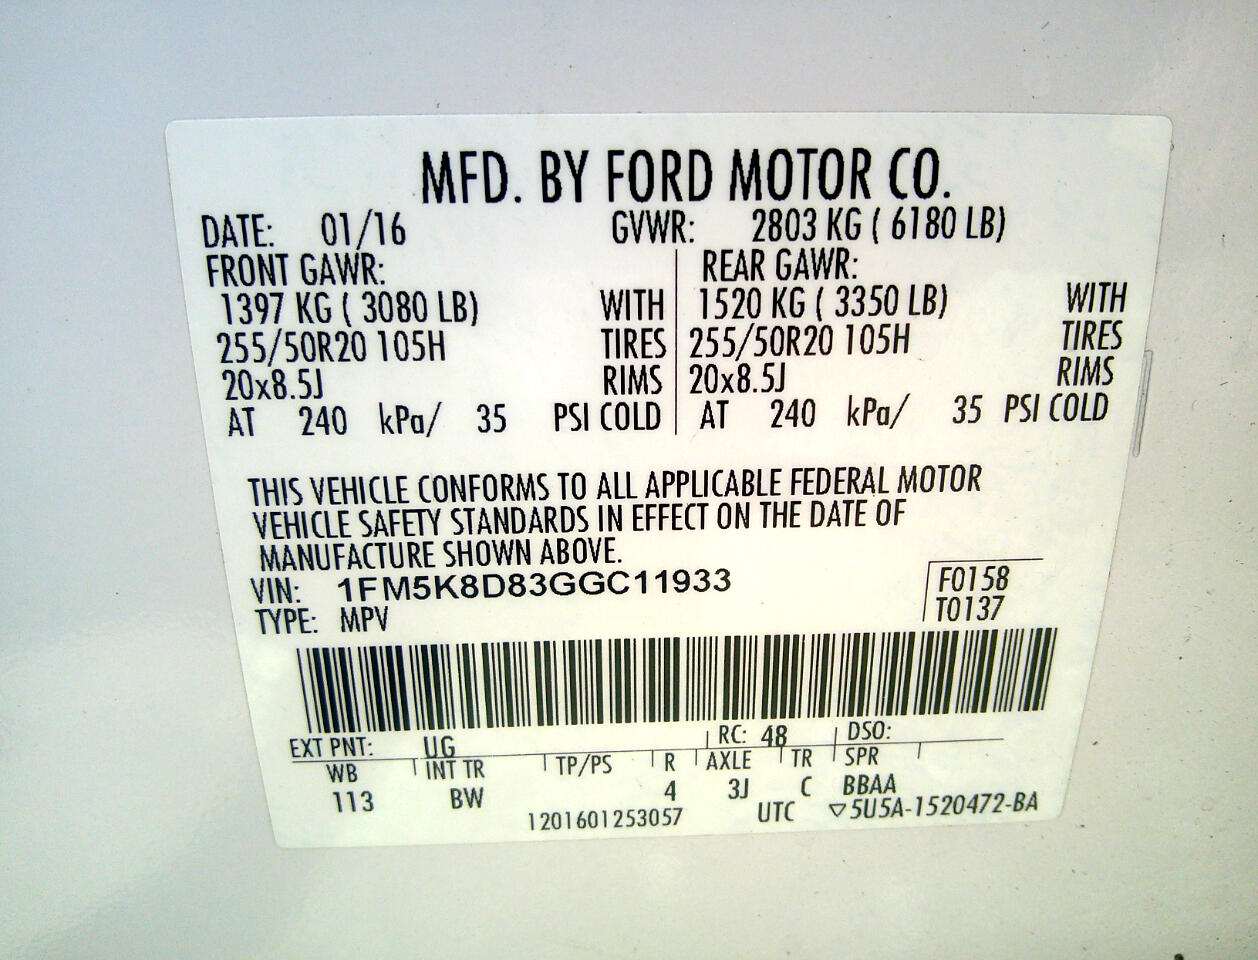 MFD. BY FORD MOTOR CO.
DATE: 01/16 GVWR: 2803 KG ( 6180 LB)
FRONT GAWR: REAR GAWR:
1397 KG ( 3080 LB) WITH 1520 KG ( 3350 LB) WITH
255/50R20 105H TIRES 255/50R20 105H TIRES
20x8.5J RIMS 20x8.5J RIMS
AT 240 kPa/ 35 PSI COLD AT 240 kPa/ 35 PSI COLD
THIS VEHICLE CONFORMS TO ALL APPLICABLE FEDERAL MOTOR
VEHICLE SAFETY STANDARDS IN EFFECT ON THE DATE OF
MANUFACTURE SHOWN ABOVE.
VIN: 1FM5K8D83GGC11933 F0158
TYPE: MPV T0137
EXT PNT: UG RC: 48 DSO:
WB INT TR TP/PS R AXLE TR SPR
113 BW 4 3J C BBAA
1201601253057 UTC ▽5U5A-1520472-BA